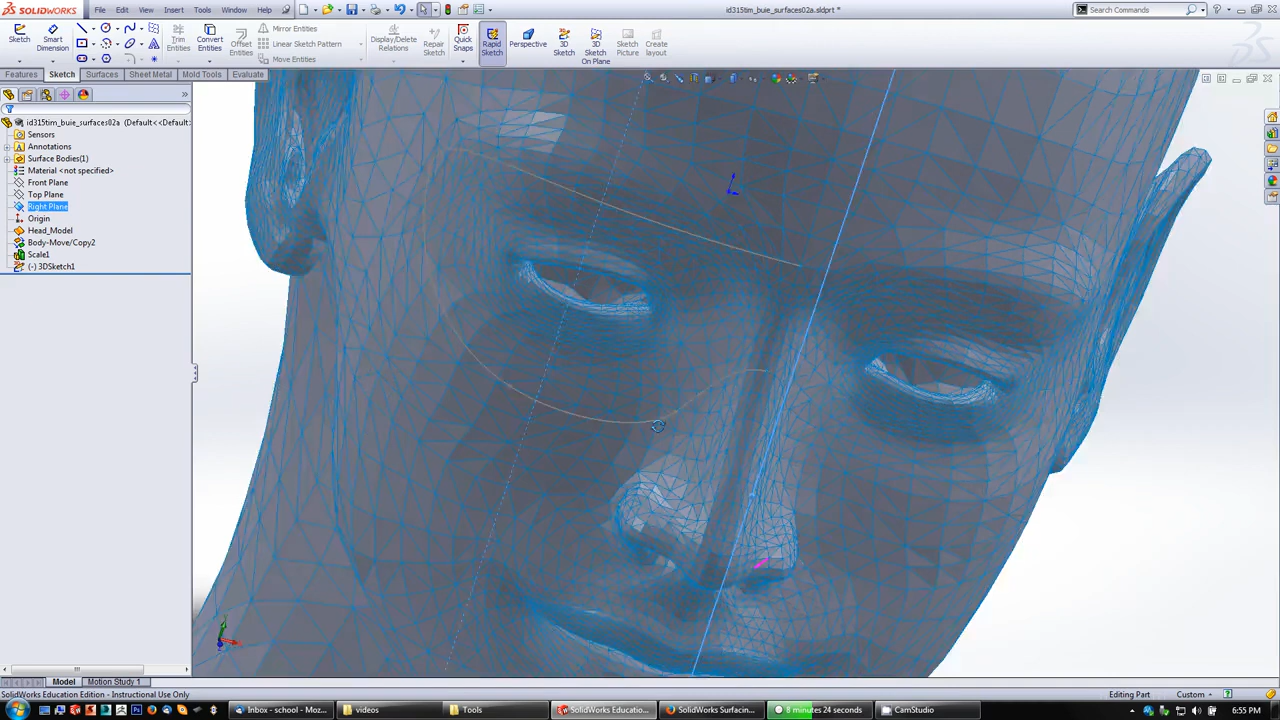 SOLIDWORKS File Edit View Insert Tools Window Help id315tim_buie_surfaces02a.sldprt * Search Commands
Sketch Smart Dimension Trim Entities Convert Entities Offset Entities Mirror Entities Linear Sketch Pattern Move Entities Display/Delete Relations Repair Sketch Quick Snaps Rapid Sketch Perspective 3D Sketch 3D Sketch On Plane Sketch Picture Create layout
Features Sketch Surfaces Sheet Metal Mold Tools Evaluate
id315tim_buie_surfaces02a (Default<<Default>
Sensors
Annotations
Surface Bodies(1)
Material <not specified>
Front Plane
Top Plane
Right Plane
Origin
Head_Model
Body-Move/Copy2
Scale1
(-) 3DSketch1
Model Motion Study 1
SolidWorks Education Edition - Instructional Use Only Editing Part Custom
Inbox - school - Moz... videos Tools SolidWorks Educatio... SolidWorks Surfacin... 8 minutes 24 seconds CamStudio 6:55 PM